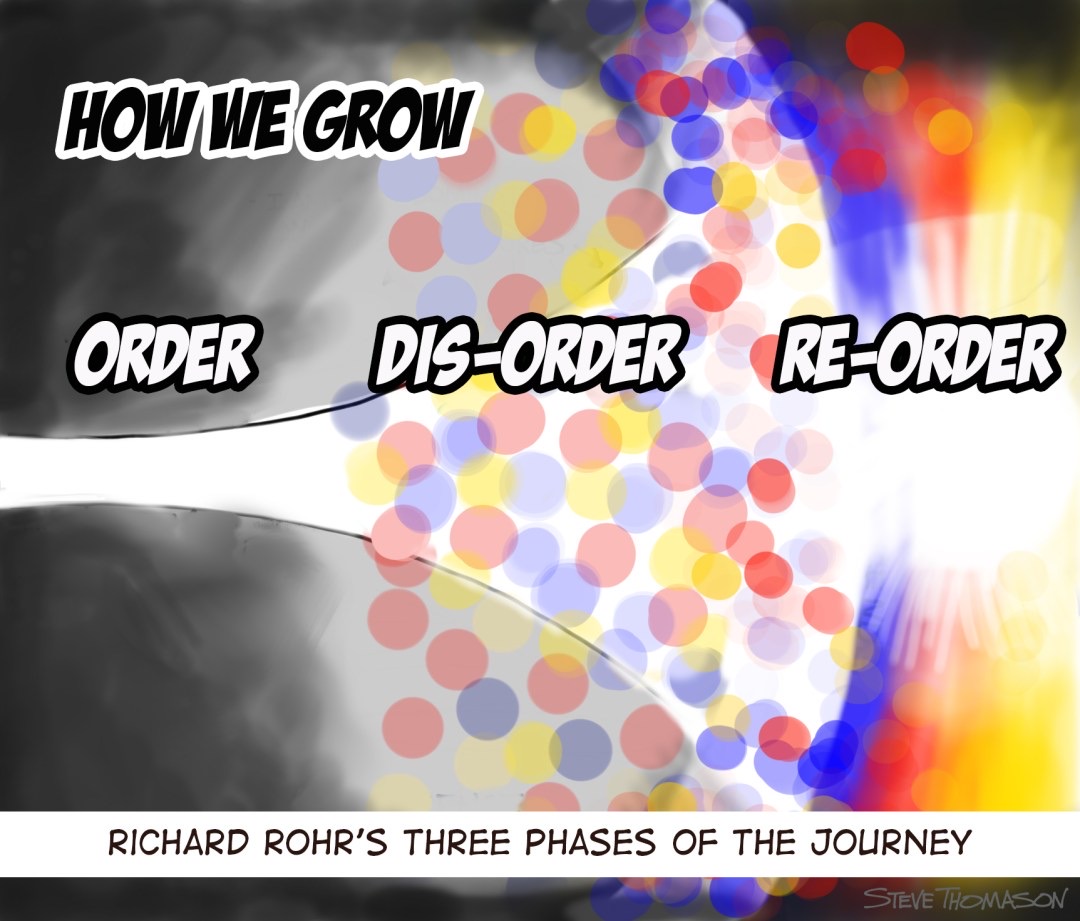 HOW WE GROW
ORDER DIS-ORDER RE-ORDER
RICHARD ROHR'S THREE PHASES OF THE JOURNEY
STEVE THOMASON